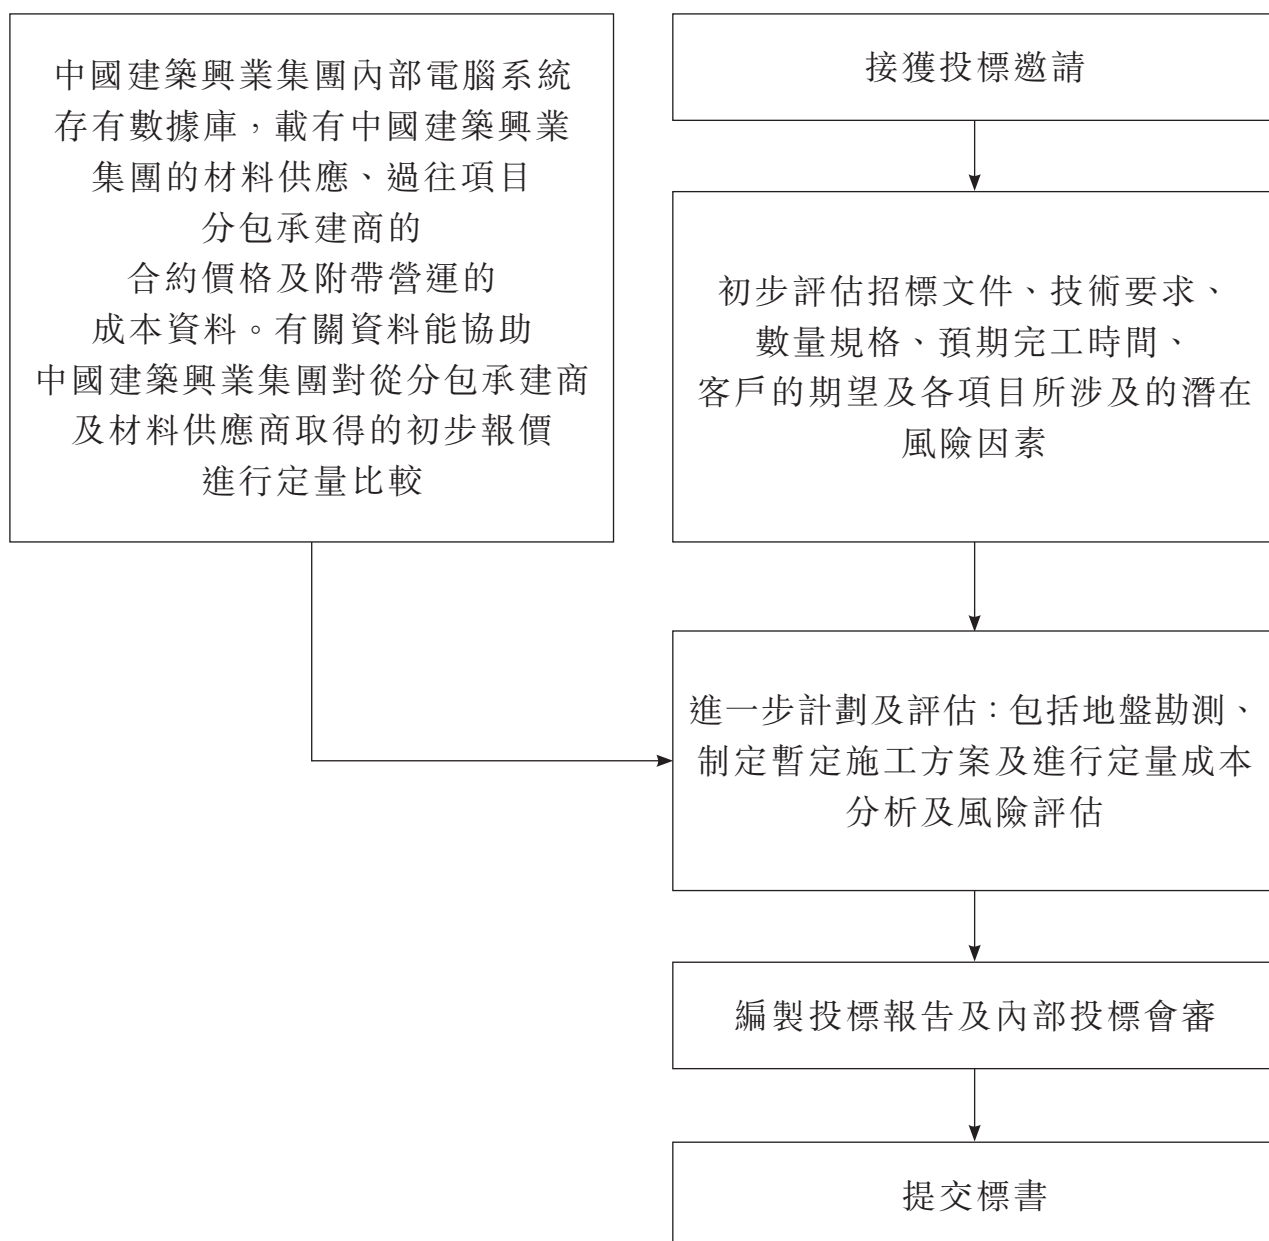 中國建築興業集團內部電腦系統
存有數據庫，載有中國建築興業
集團的材料供應、過往項目
分包承建商的
合約價格及附帶營運的
成本資料。有關資料能協助
中國建築興業集團對從分包承建商
及材料供應商取得的初步報價
進行定量比較
接獲投標邀請
初步評估招標文件、技術要求、
數量規格、預期完工時間、
客戶的期望及各項目所涉及的潛在
風險因素
進一步計劃及評估：包括地盤勘測、
制定暫定施工方案及進行定量成本
分析及風險評估
編製投標報告及內部投標會審
提交標書